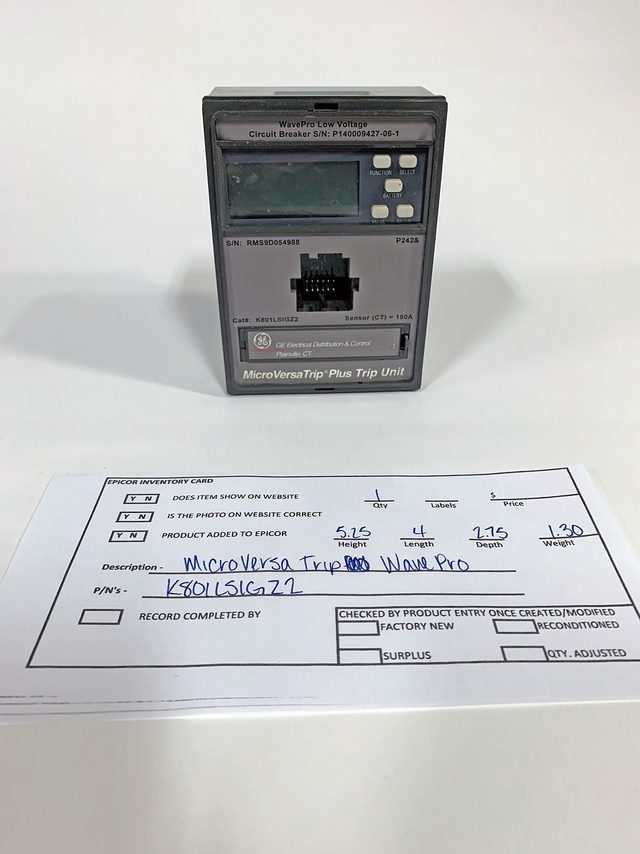 WavePro Low Voltage
Circuit Breaker S/N: P140009427-06-1
FUNCTION SELECT
BATTERY
S/N: RMS9D054988 P242&
Cat#: K801LSIGZ2 Sensor (CT) = 150A
GE Electrical Distribution & Control
Plainville, CT
MicroVersaTrip® Plus Trip Unit
EPICOR INVENTORY CARD
Y N DOES ITEM SHOW ON WEBSITE 1 Qty Labels $ Price
Y N IS THE PHOTO ON WEBSITE CORRECT
Y N PRODUCT ADDED TO EPICOR 5.25 Height 4 Length 2.75 Depth 1.30 Weight
Description - MicroVersa Trip Wave Pro
P/N's - K801LSIGZ2
RECORD COMPLETED BY
CHECKED BY PRODUCT ENTRY ONCE CREATED/MODIFIED
FACTORY NEW RECONDITIONED
SURPLUS QTY. ADJUSTED